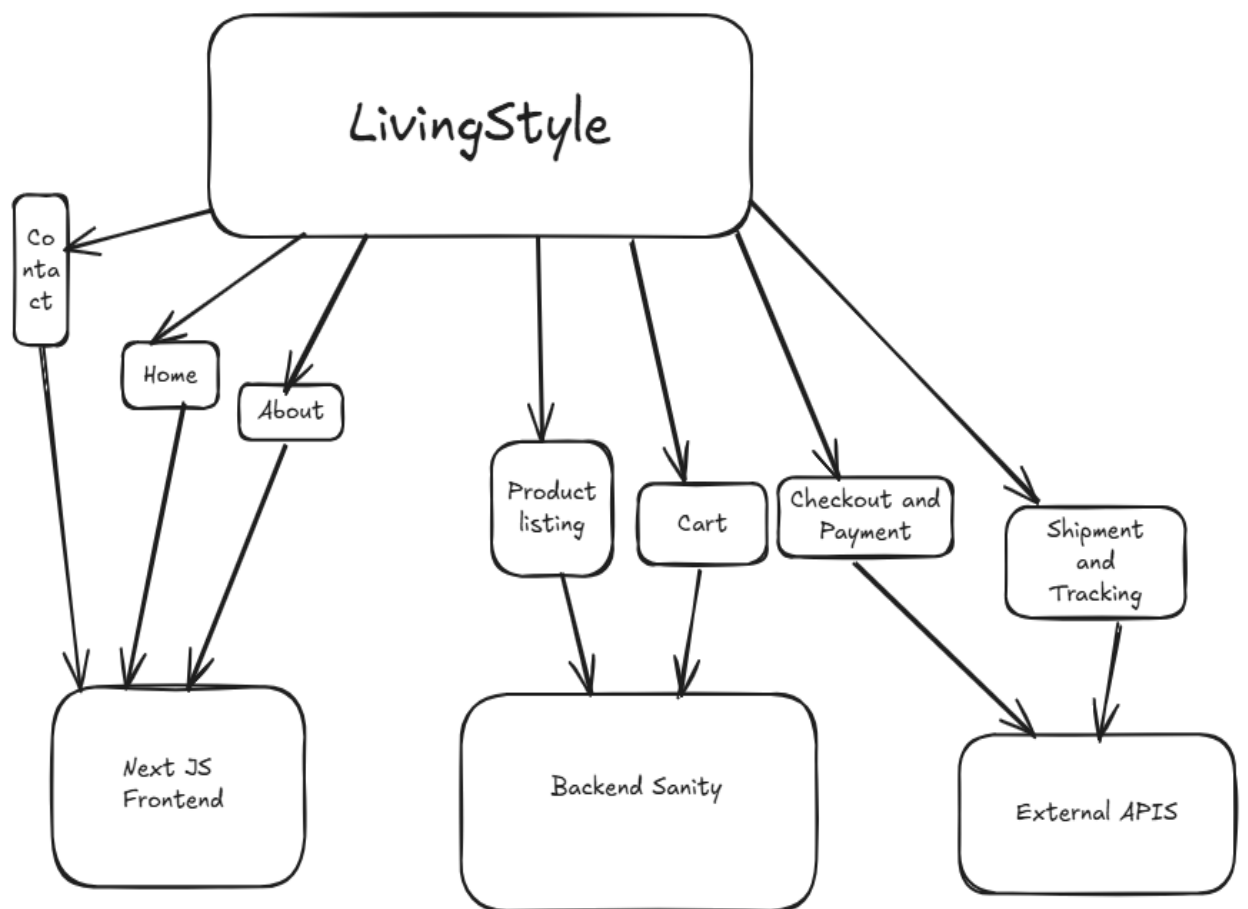 LivingStyle
Co
nta
ct
Home
About
Product
listing
Cart
Checkout and
Payment
Shipment
and
Tracking
Next JS
Frontend
Backend Sanity
External APIS